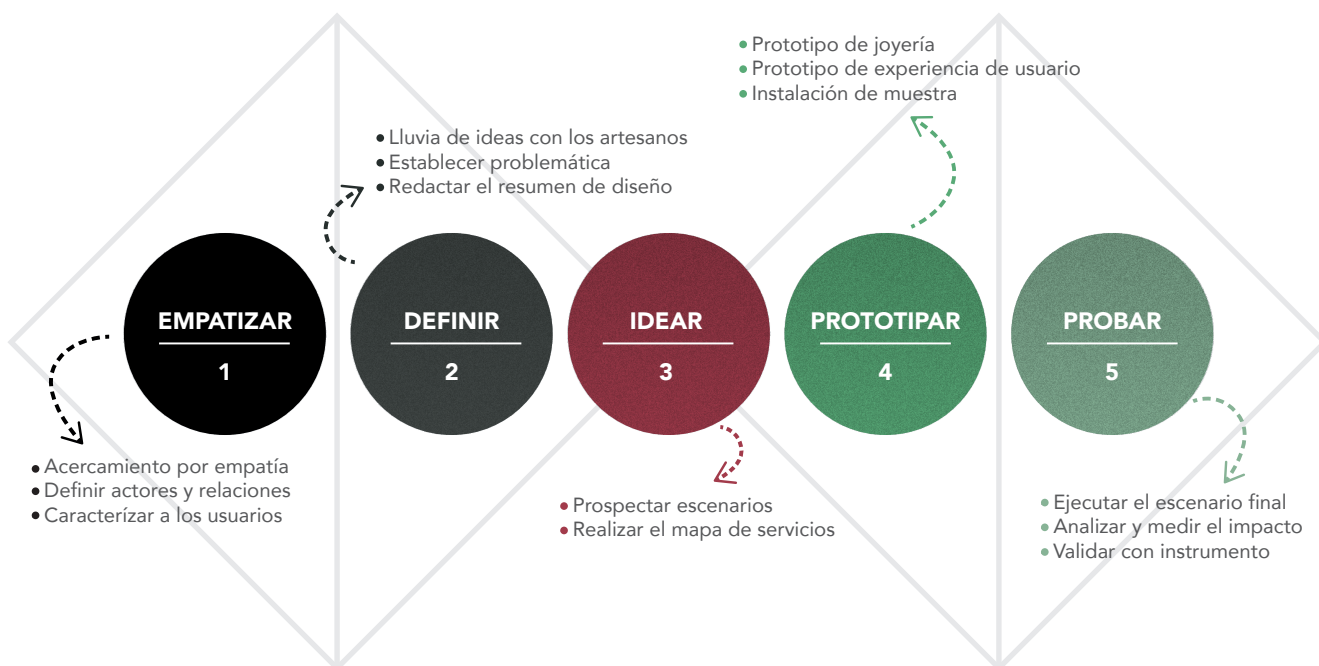 EMPATIZAR
1
• Acercamiento por empatía
• Definir actores y relaciones
• Caracterízar a los usuarios
DEFINIR
2
• Lluvia de ideas con los artesanos
• Establecer problemática
• Redactar el resumen de diseño
IDEAR
3
• Prospectar escenarios
• Realizar el mapa de servicios
PROTOTIPAR
4
• Prototipo de joyería
• Prototipo de experiencia de usuario
• Instalación de muestra
PROBAR
5
• Ejecutar el escenario final
• Analizar y medir el impacto
• Validar con instrumento